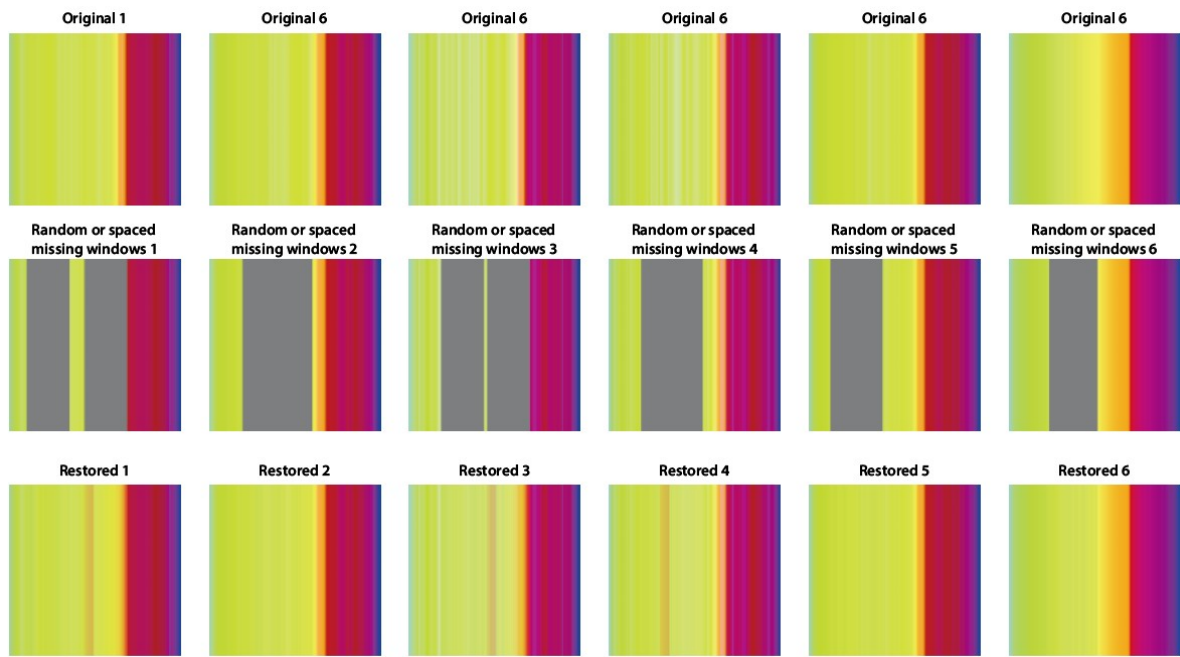 Original 1
Original 6
Original 6
Original 6
Original 6
Original 6
Random or spaced
missing windows 1
Random or spaced
missing windows 2
Random or spaced
missing windows 3
Random or spaced
missing windows 4
Random or spaced
missing windows 5
Random or spaced
missing windows 6
Restored 1
Restored 2
Restored 3
Restored 4
Restored 5
Restored 6